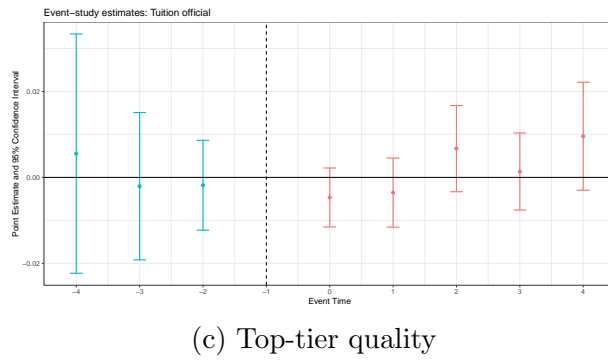 Event−study estimates: Tuition official
Point Estimate and 95% Confidence Interval
0.02
0.00
−0.02
−4 −3 −2 −1 0 1 2 3 4
Event Time
(c) Top-tier quality